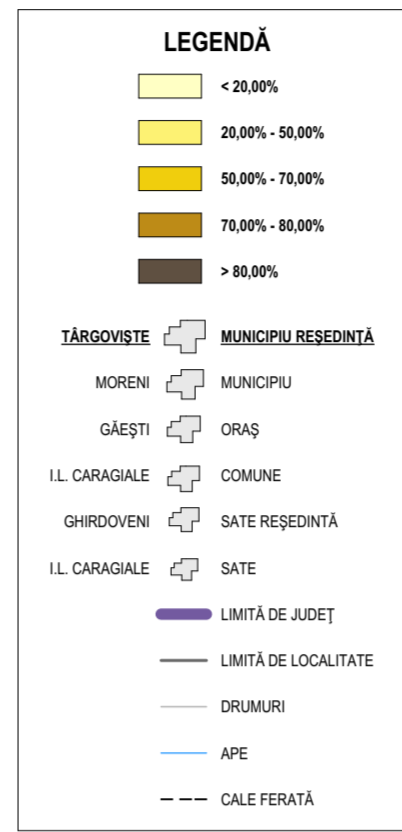 LEGENDĂ
< 20,00%
20,00% - 50,00%
50,00% - 70,00%
70,00% - 80,00%
> 80,00%
TÂRGOVIŞTE MUNICIPIU REŞEDINŢĂ
MORENI MUNICIPIU
GĂEŞTI ORAŞ
I.L. CARAGIALE COMUNE
GHIRDOVENI SATE REŞEDINTĂ
I.L. CARAGIALE SATE
LIMITĂ DE JUDEŢ
LIMITĂ DE LOCALITATE
DRUMURI
APE
CALE FERATĂ